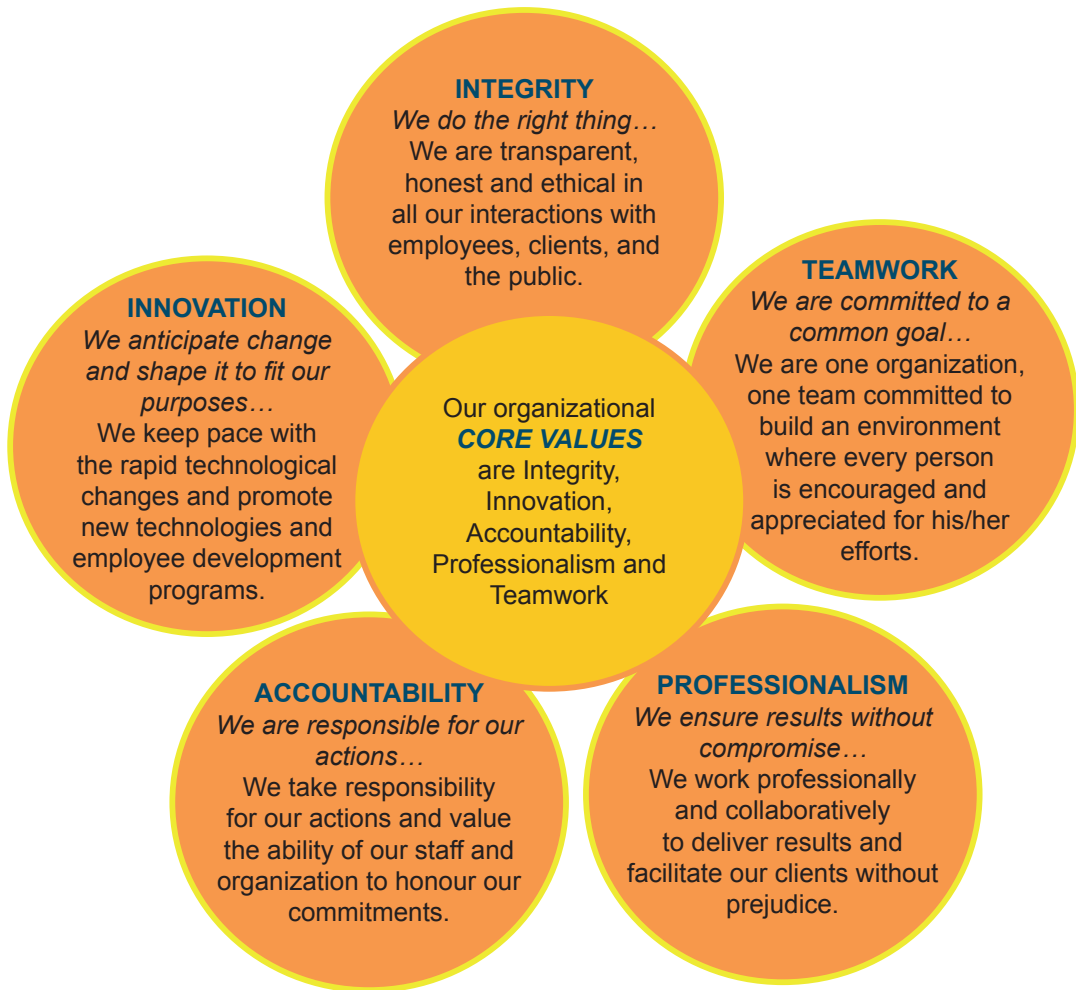 INTEGRITY
We do the right thing…
We are transparent,
honest and ethical in
all our interactions with
employees, clients, and
the public.
TEAMWORK
We are committed to a
common goal…
We are one organization,
one team committed to
build an environment
where every person
is encouraged and
appreciated for his/her
efforts.
INNOVATION
We anticipate change
and shape it to fit our
purposes…
We keep pace with
the rapid technological
changes and promote
new technologies and
employee development
programs.
Our organizational
CORE VALUES
are Integrity,
Innovation,
Accountability,
Professionalism and
Teamwork
ACCOUNTABILITY
We are responsible for our
actions…
We take responsibility
for our actions and value
the ability of our staff and
organization to honour our
commitments.
PROFESSIONALISM
We ensure results without
compromise…
We work professionally
and collaboratively
to deliver results and
facilitate our clients without
prejudice.